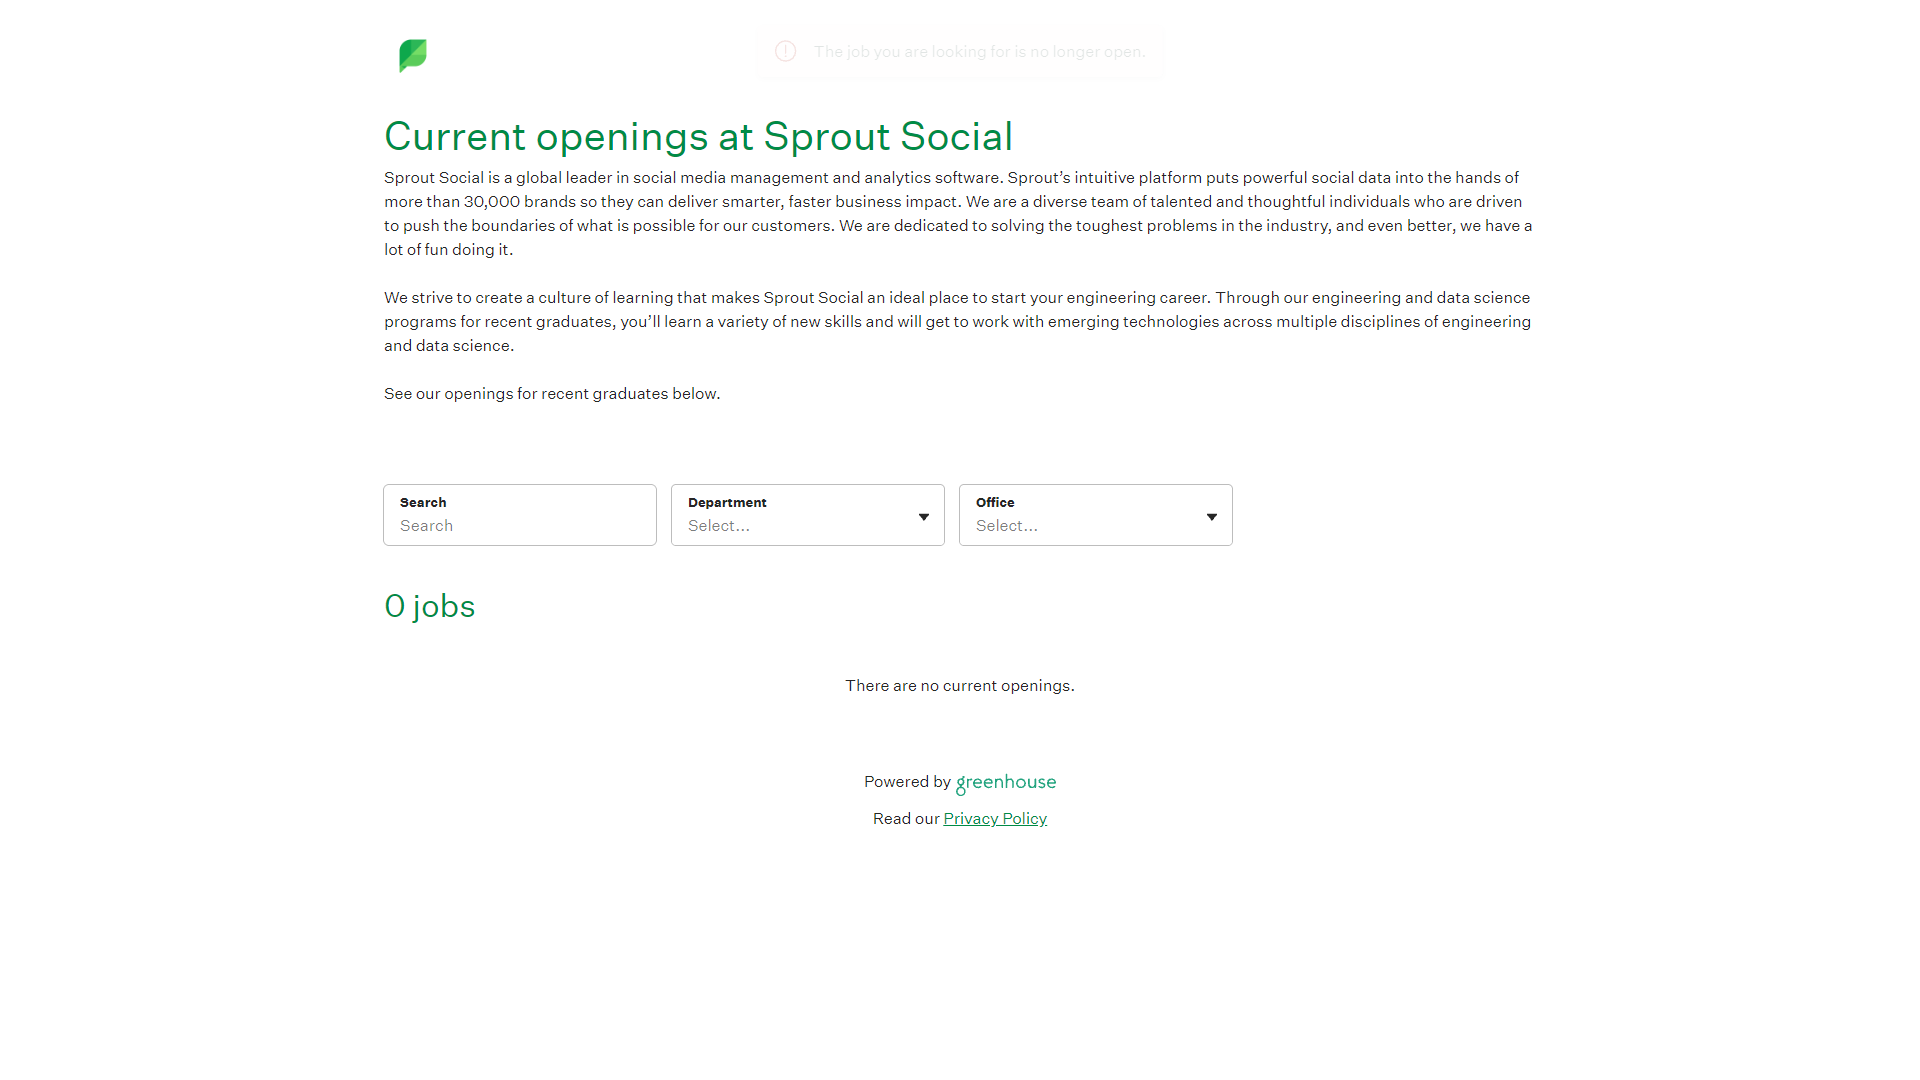 The job you are looking for is no longer open.
Current openings at Sprout Social
Sprout Social is a global leader in social media management and analytics software. Sprout’s intuitive platform puts powerful social data into the hands of
more than 30,000 brands so they can deliver smarter, faster business impact. We are a diverse team of talented and thoughtful individuals who are driven
to push the boundaries of what is possible for our customers. We are dedicated to solving the toughest problems in the industry, and even better, we have a
lot of fun doing it.
We strive to create a culture of learning that makes Sprout Social an ideal place to start your engineering career. Through our engineering and data science
programs for recent graduates, you’ll learn a variety of new skills and will get to work with emerging technologies across multiple disciplines of engineering
and data science.
See our openings for recent graduates below.
Search
Search
Department
Select...
Office
Select...
0 jobs
There are no current openings.
Powered by greenhouse
Read our Privacy Policy